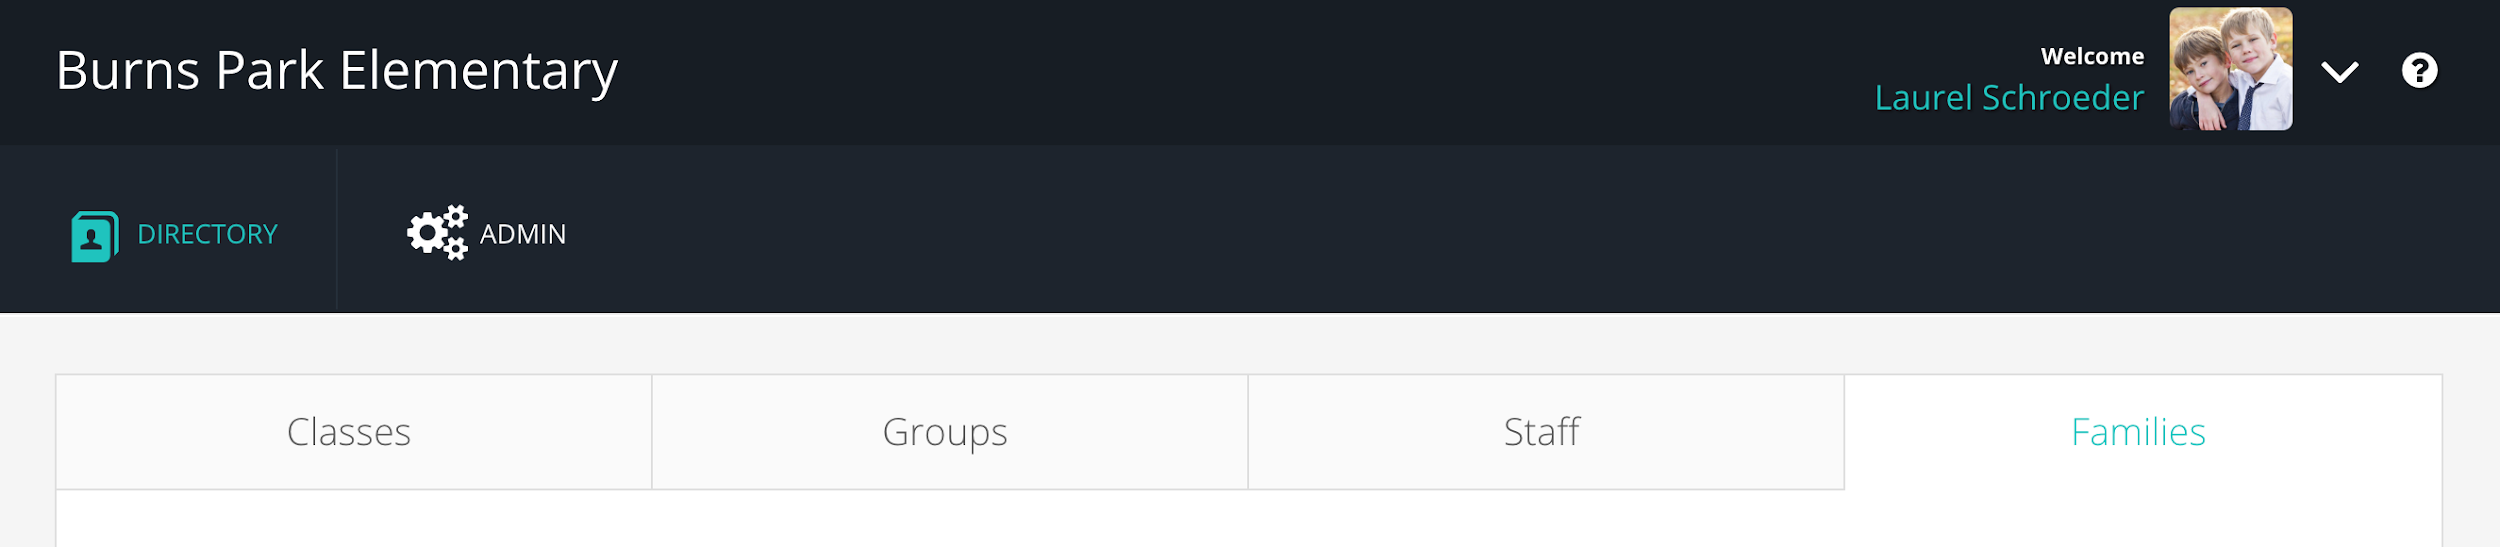 Burns Park Elementary
Welcome
Laurel Schroeder
DIRECTORY
ADMIN
Classes
Groups
Staff
Families